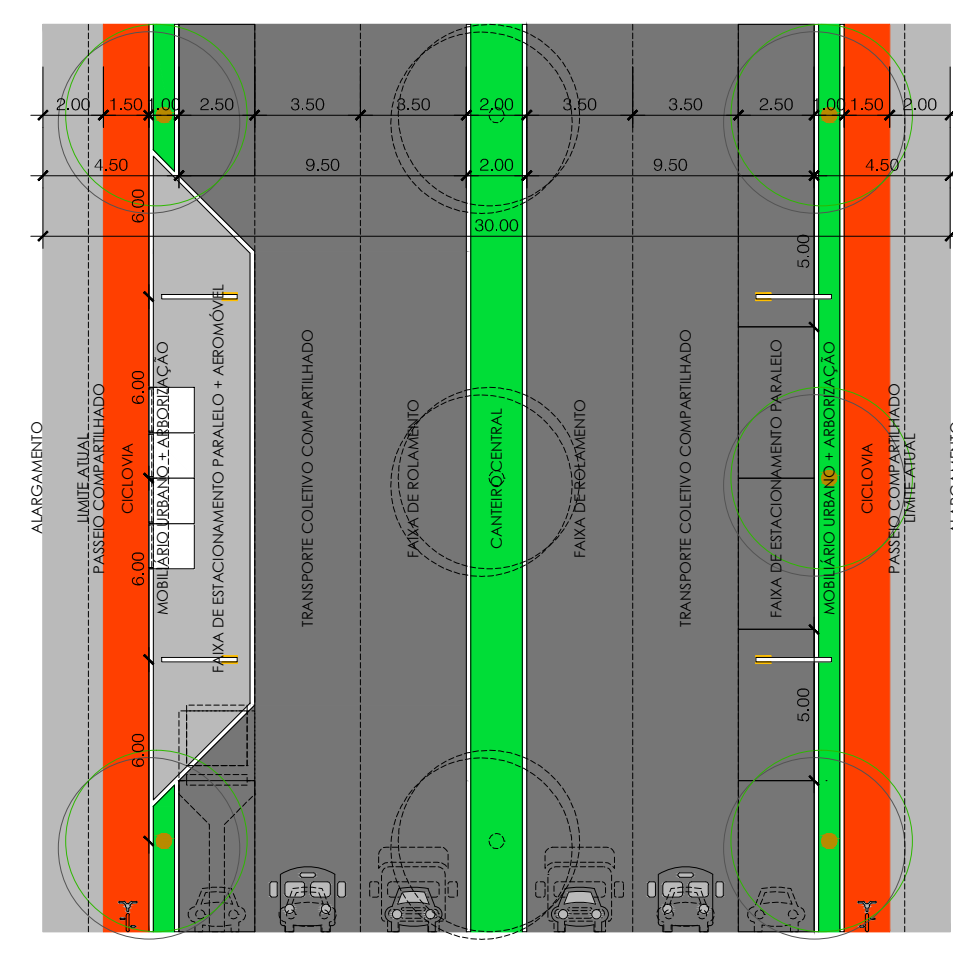 2.00 1.50 1.00 2.50 3.50 3.50 2.00 3.50 3.50 2.50 1.00 1.50 2.00
4.50 9.50 2.00 9.50 4.50
30.00
6.00
6.00
6.00
6.00
5.00
5.00
ALARGAMENTO
LIMITE ATUAL
PASSEIO COMPARTILHADO
CICLOVIA
MOBILIÁRIO URBANO + ARBORIZAÇÃO
FAIXA DE ESTACIONAMENTO PARALELO + AEROMÓVEL
TRANSPORTE COLETIVO COMPARTILHADO
FAIXA DE ROLAMENTO
CANTEIRO CENTRAL
FAIXA DE ROLAMENTO
TRANSPORTE COLETIVO COMPARTILHADO
FAIXA DE ESTACIONAMENTO PARALELO
MOBILIÁRIO URBANO + ARBORIZAÇÃO
CICLOVIA
PASSEIO COMPARTILHADO
LIMITE ATUAL